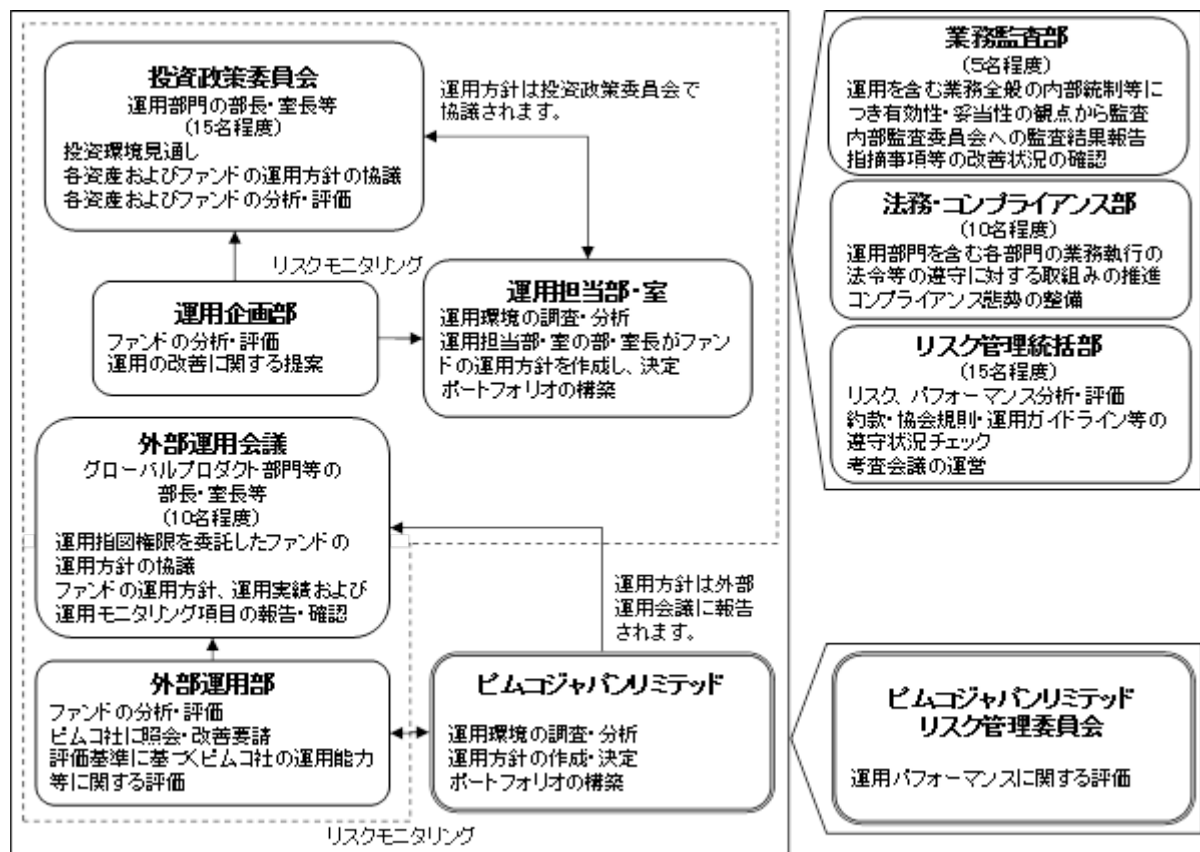 投資政策委員会
運用部門の部長・室長等
(15名程度)
投資環境見通し
各資産およびファンドの運用方針の協議
各資産およびファンドの分析・評価
運用方針は投資政策委員会で
協議されます。
リスクモニタリング
運用企画部
ファンドの分析・評価
運用の改善に関する提案
運用担当部・室
運用環境の調査・分析
運用担当部・室の部・室長がファン
ドの運用方針を作成し、決定
ポートフォリオの構築
外部運用会議
グローバルプロダクト部門等の
部長・室長等
(10名程度)
運用指図権限を委託したファンドの
運用方針の協議
ファンドの運用方針、運用実績および
運用モニタリング項目の報告・確認
運用方針は外部
運用会議に報告
されます。
外部運用部
ファンドの分析・評価
ピムコ社に照会・改善要請
評価基準に基づくピムコ社の運用能力
等に関する評価
ピムコジャパンリミテッド
運用環境の調査・分析
運用方針の作成・決定
ポートフォリオの構築
リスクモニタリング
業務監査部
(5名程度)
運用を含む業務全般の内部統制等に
つき有効性・妥当性の観点から監査
内部監査委員会への監査結果報告
指摘事項等の改善状況の確認
法務・コンプライアンス部
(10名程度)
運用部門を含む各部門の業務執行の
法令等の遵守に対する取組みの推進
コンプライアンス態勢の整備
リスク管理統括部
(15名程度)
リスク、パフォーマンス分析・評価
約款・協会規則・運用ガイドライン等の
遵守状況チェック
考査会議の運営
ピムコジャパンリミテッド
リスク管理委員会
運用パフォーマンスに関する評価